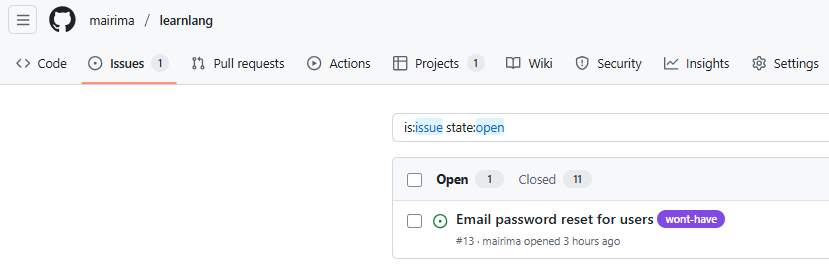 mairima / learnlang
Code Issues 1 Pull requests Actions Projects 1 Wiki Security Insights Settings
is:issue state:open
Open 1 Closed 11
Email password reset for users wont-have
#13 · mairima opened 3 hours ago